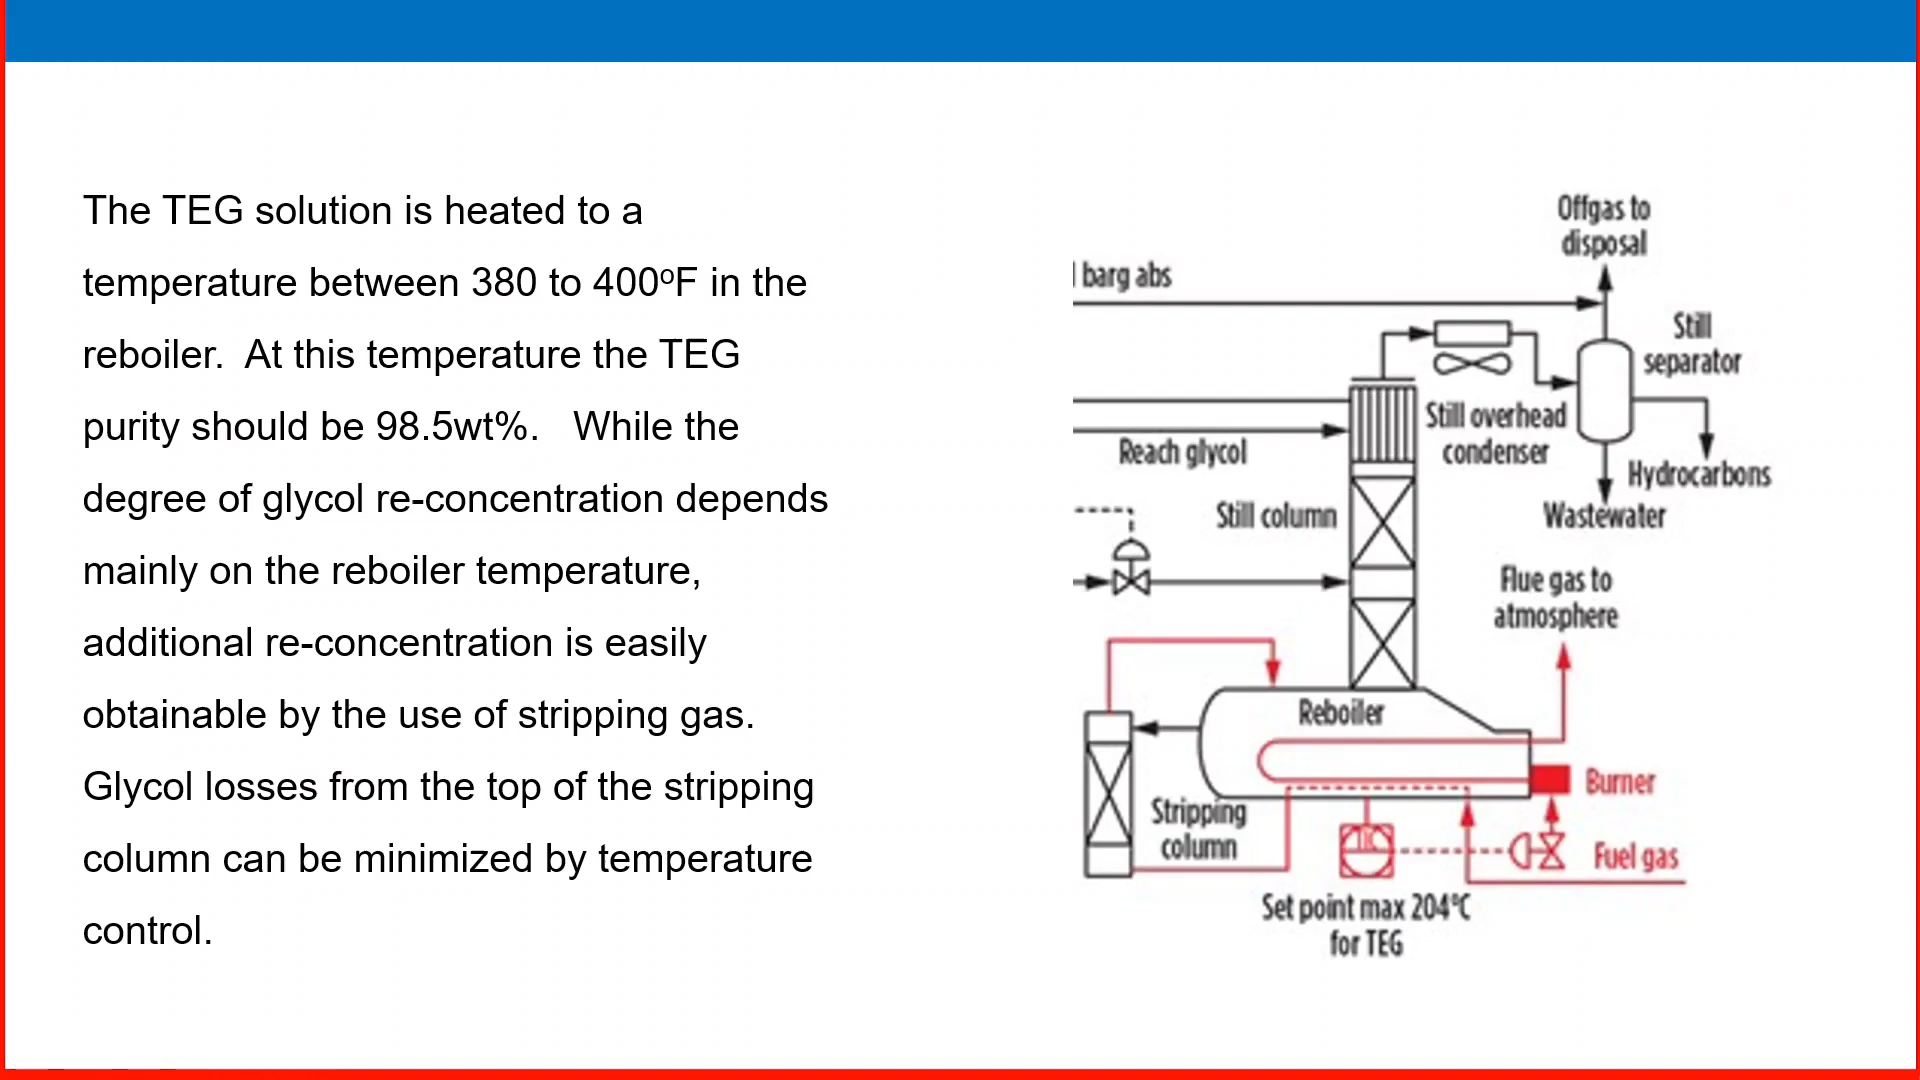 The TEG solution is heated to a
temperature between 380 to 400ºF in the
reboiler.  At this temperature the TEG
purity should be 98.5wt%.   While the
degree of glycol re-concentration depends
mainly on the reboiler temperature,
additional re-concentration is easily
obtainable by the use of stripping gas.
Glycol losses from the top of the stripping
column can be minimized by temperature
control.
Offgas to
disposal
barg abs
Still
separator
Still overhead
condenser
Reach glycol
Hydrocarbons
Still column
Wastewater
Flue gas to
atmosphere
Reboiler
Burner
Stripping
column
Fuel gas
Set point max 204°C
for TEG